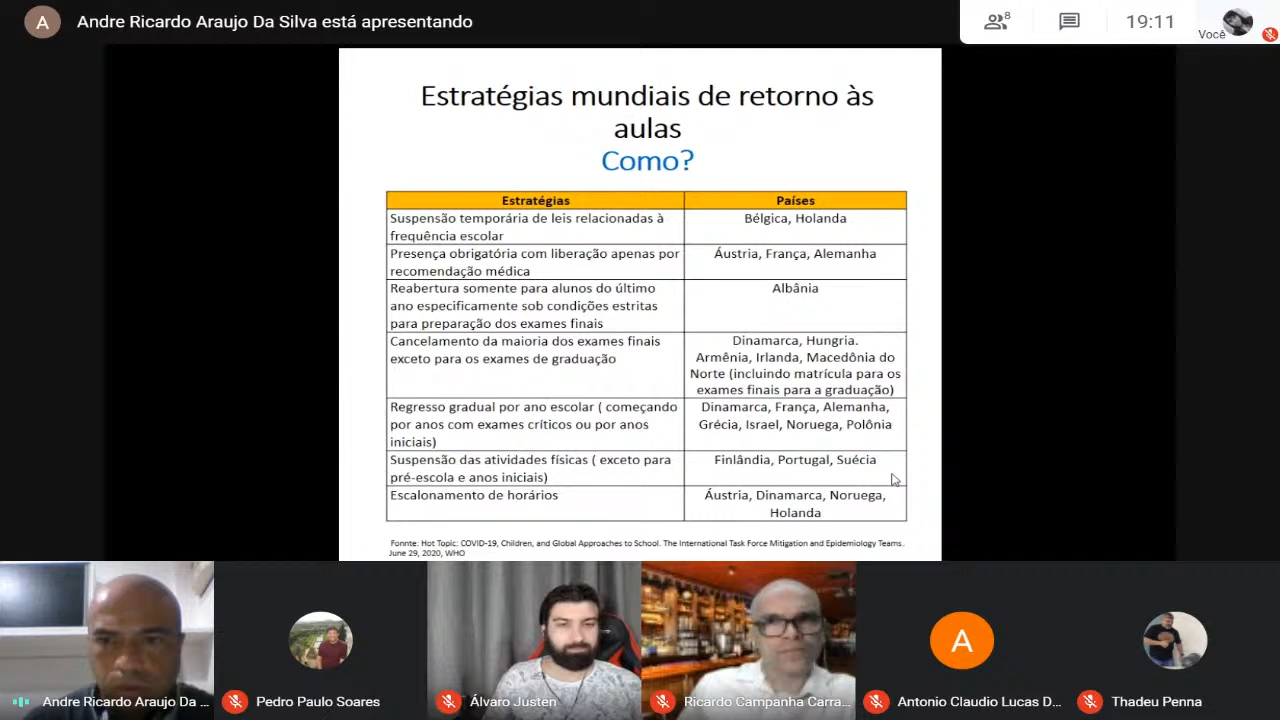 A
Andre Ricardo Araujo Da Silva está apresentando
8
19:11
Você
Estratégias mundiais de retorno às
aulas
Como?
Estratégias
Países
Suspensão temporária de leis relacionadas à
frequência escolar
Bélgica, Holanda
Presença obrigatória com liberação apenas por
recomendação médica
Áustria, França, Alemanha
Reabertura somente para alunos do último
ano especificamente sob condições estritas
para preparação dos exames finais
Albânia
Cancelamento da maioria dos exames finais
exceto para os exames de graduação
Dinamarca, Hungria.
Armênia, Irlanda, Macedônia do
Norte (incluindo matrícula para os
exames finais para a graduação)
Regresso gradual por ano escolar ( começando
por anos com exames críticos ou por anos
iniciais)
Dinamarca, França, Alemanha,
Grécia, Israel, Noruega, Polônia
Suspensão das atividades físicas ( exceto para
pré-escola e anos iniciais)
Finlândia, Portugal, Suécia
Escalonamento de horários
Áustria, Dinamarca, Noruega,
Holanda
Fonnte: Hot Topic: COVID-19, Children, and Global Approaches to School. The International Task Force Mitigation and Epidemiology Teams.
June 29, 2020, WHO
Andre Ricardo Araujo Da ...
Pedro Paulo Soares
Álvaro Justen
Ricardo Campanha Carra...
A
Antonio Claudio Lucas D...
Thadeu Penna